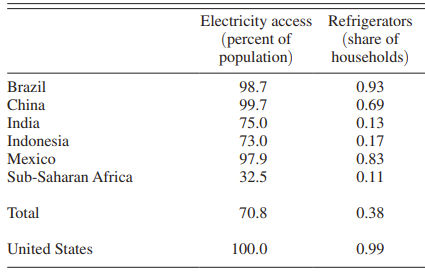 Electricity access Refrigerators
(percent of (share of
population) households)
Brazil 98.7 0.93
China 99.7 0.69
India 75.0 0.13
Indonesia 73.0 0.17
Mexico 97.9 0.83
Sub-Saharan Africa 32.5 0.11
Total 70.8 0.38
United States 100.0 0.99